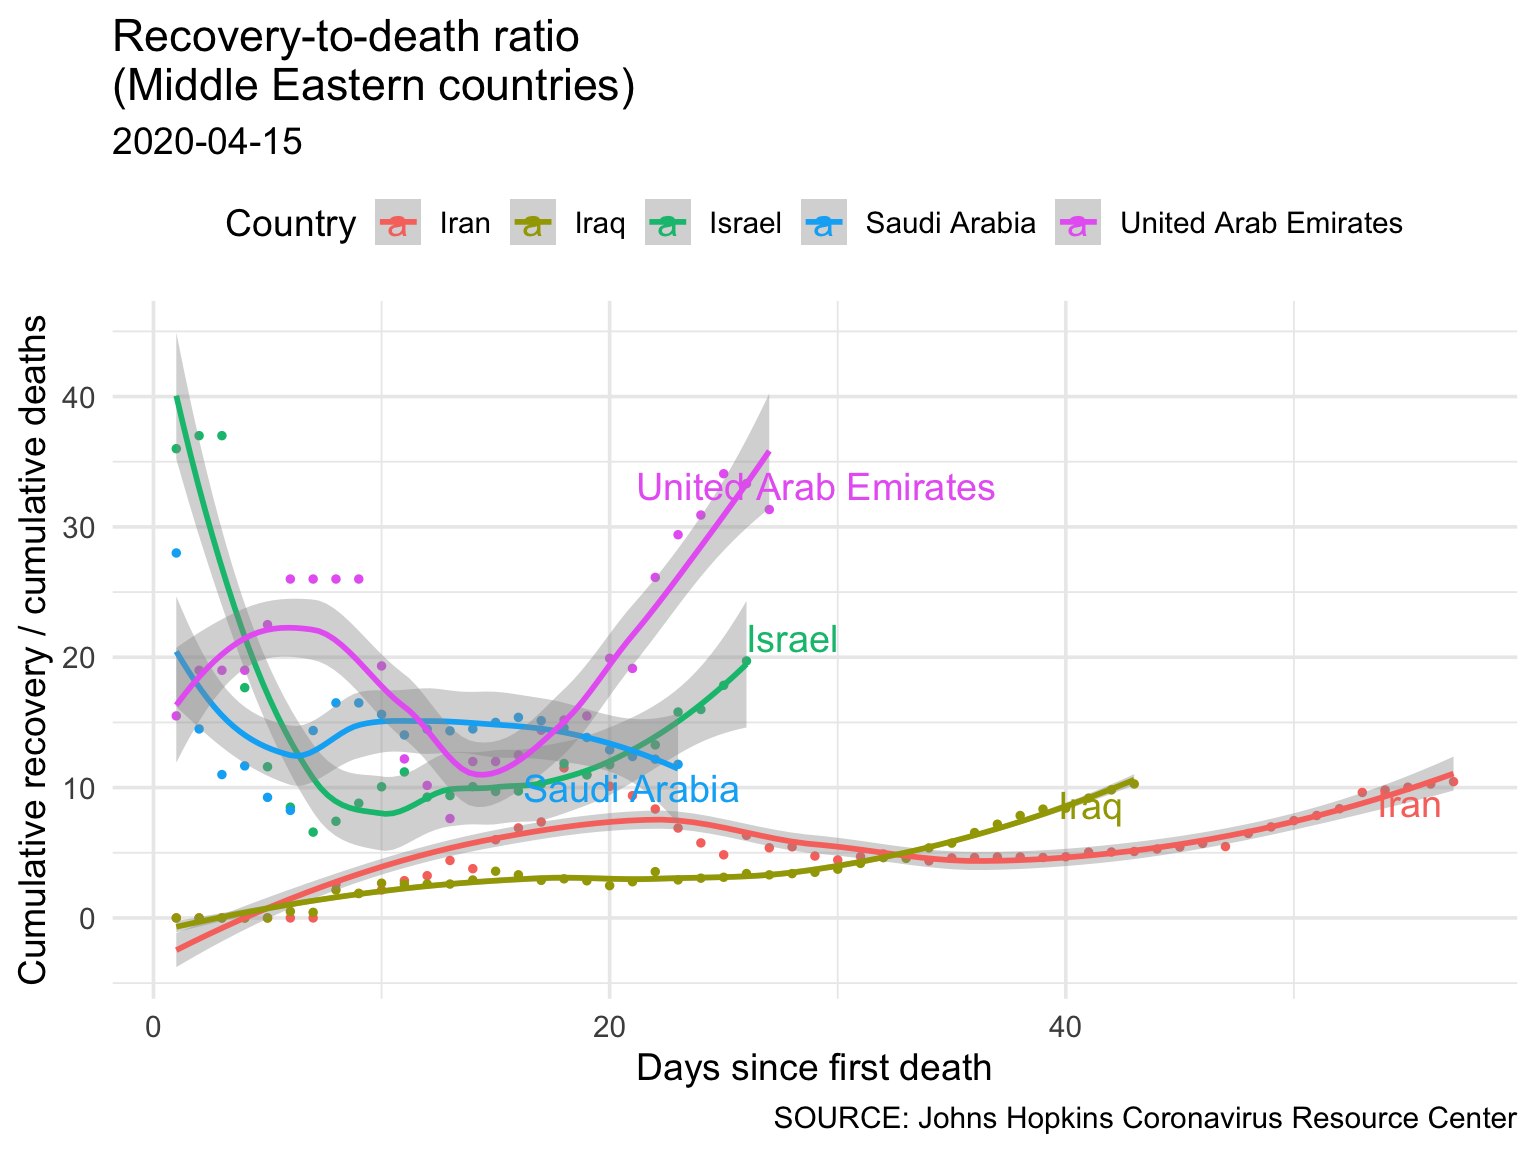 Recovery-to-death ratio
(Middle Eastern countries)
2020-04-15
Country a Iran a Iraq a Israel a Saudi Arabia a United Arab Emirates
Cumulative recovery / cumulative deaths
40
30
20
10
0
United Arab Emirates
Israel
Saudi Arabia
Iraq
Iran
0 20 40
Days since first death
SOURCE: Johns Hopkins Coronavirus Resource Center